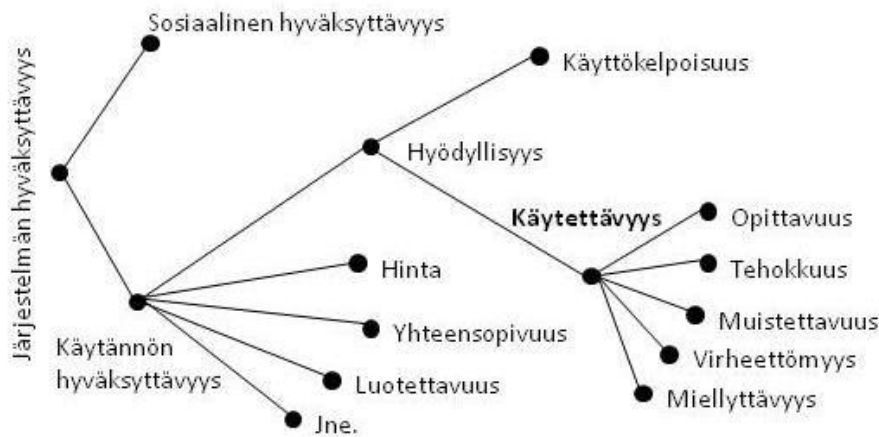 Järjestelmän hyväksyttävyys
Sosiaalinen hyväksyttävyys
Käyttökelpoisuus
Hyödyllisyys
Käytettävyys
Opittavuus
Tehokkuus
Muistettavuus
Virheettömyys
Miellyttävyys
Hinta
Yhteensopivuus
Luotettavuus
Jne.
Käytännön
hyväksyttävyys